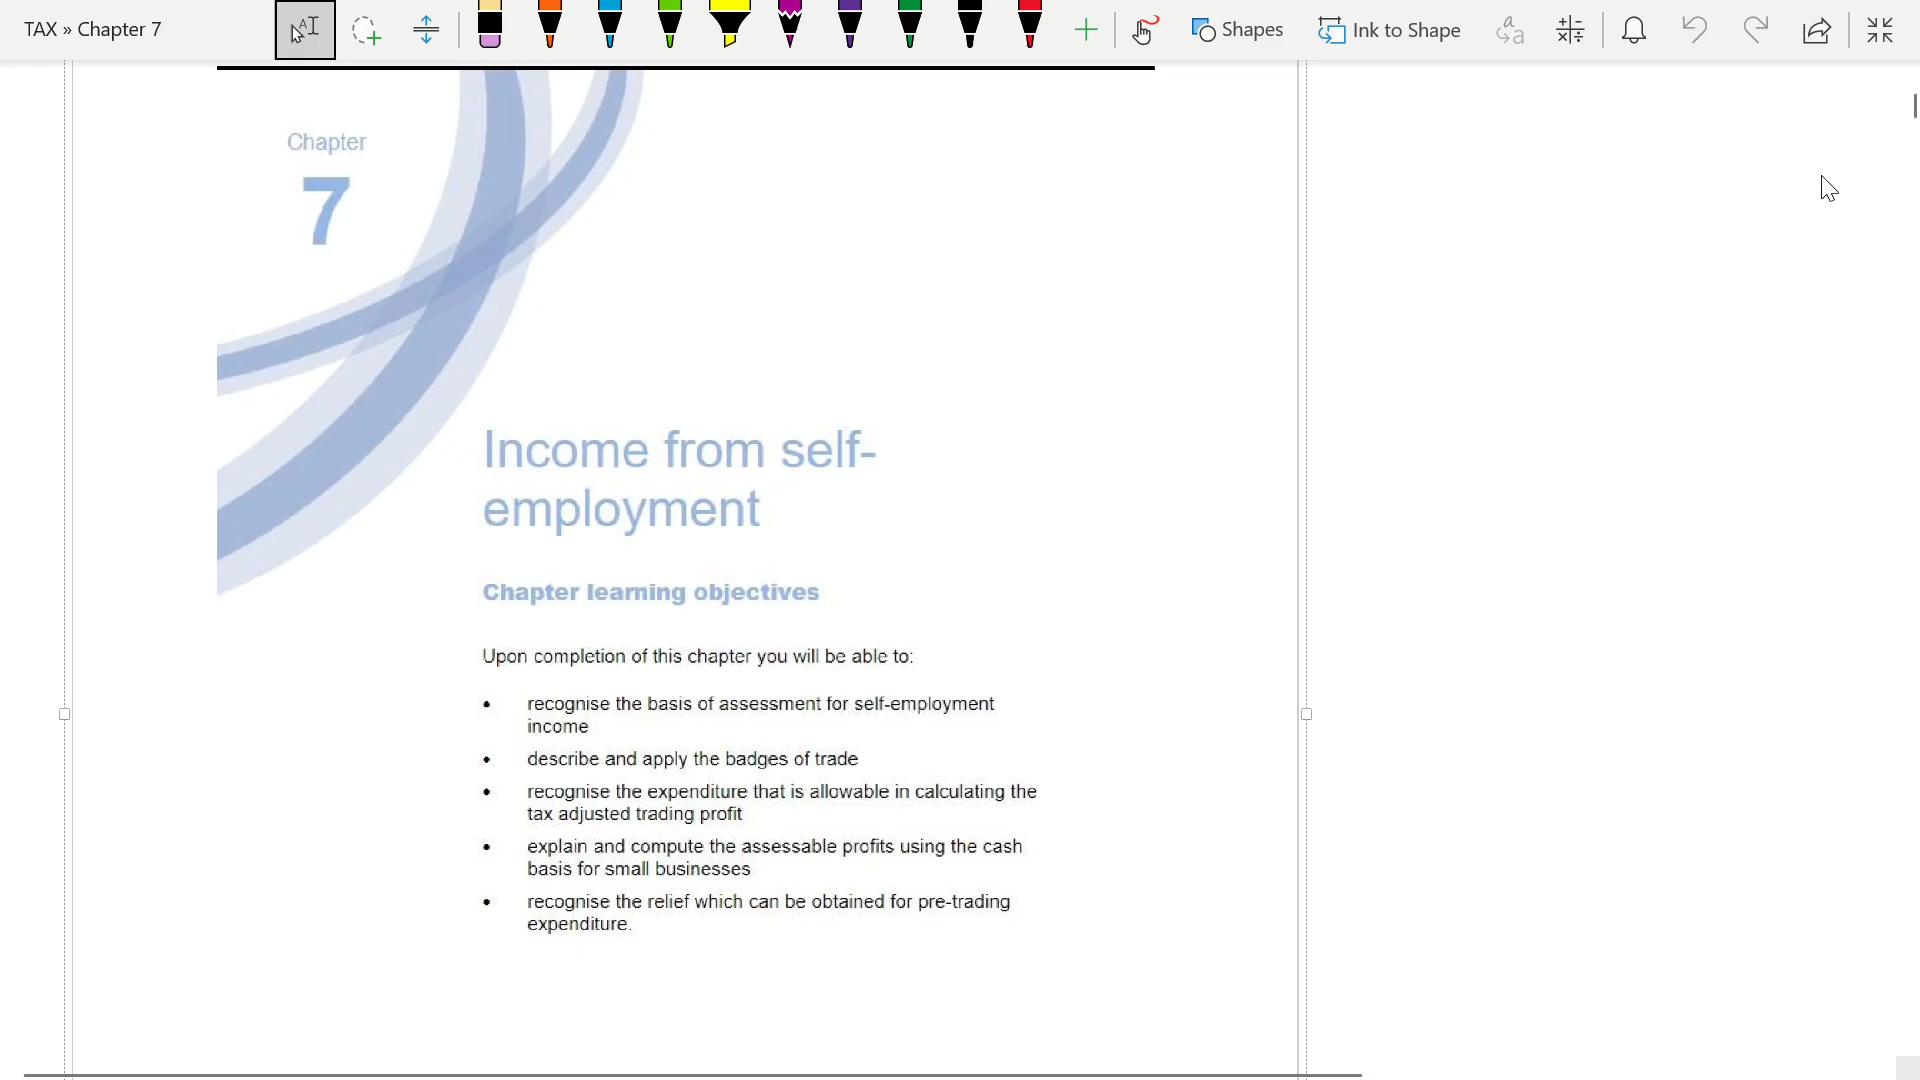 TAX » Chapter 7
Shapes
Ink to Shape
Chapter
7
Income from self-
employment
Chapter learning objectives
Upon completion of this chapter you will be able to:
• recognise the basis of assessment for self-employment
income
• describe and apply the badges of trade
• recognise the expenditure that is allowable in calculating the
tax adjusted trading profit
• explain and compute the assessable profits using the cash
basis for small businesses
• recognise the relief which can be obtained for pre-trading
expenditure.